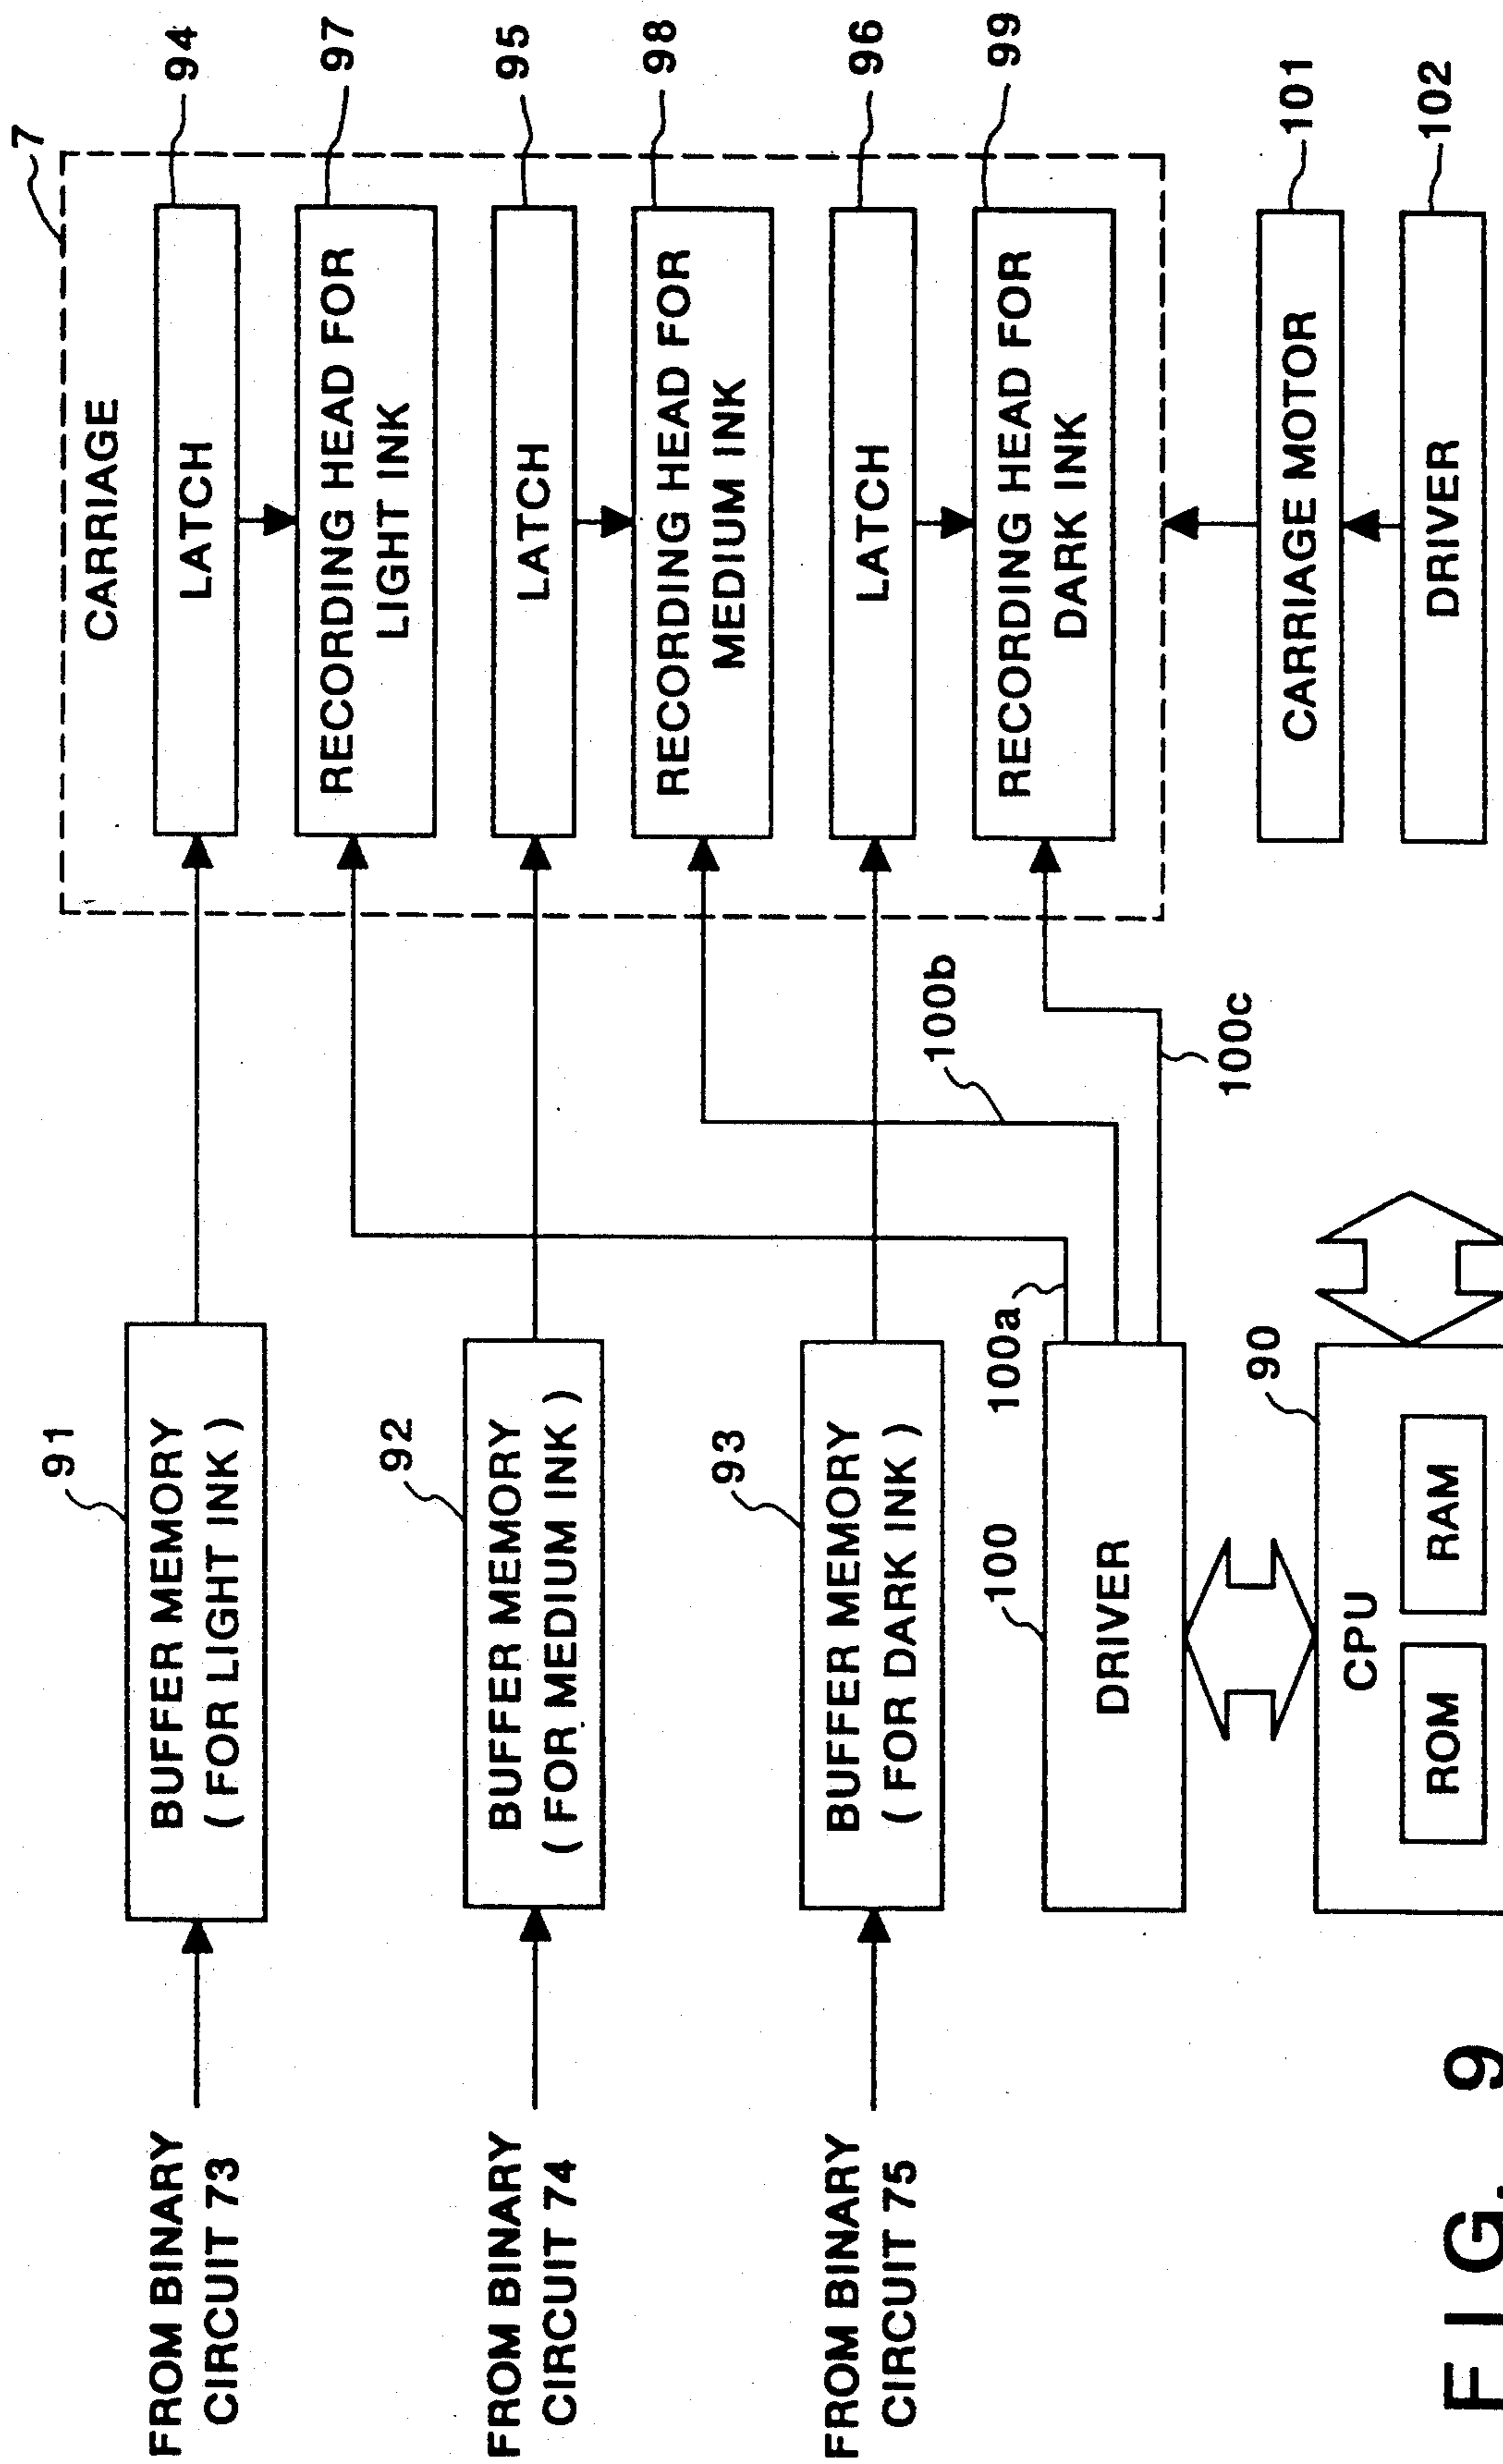 7
CARRIAGE
FROM BINARY
CIRCUIT 73
91
BUFFER MEMORY
( FOR LIGHT INK )
LATCH
94
RECORDING HEAD FOR
LIGHT INK
97
FROM BINARY
CIRCUIT 74
92
BUFFER MEMORY
( FOR MEDIUM INK )
LATCH
95
RECORDING HEAD FOR
MEDIUM INK
98
FROM BINARY
CIRCUIT 75
93
BUFFER MEMORY
( FOR DARK INK )
LATCH
96
100b
RECORDING HEAD FOR
DARK INK
99
100
DRIVER
100a
100c
90
CPU
ROM
RAM
CARRIAGE MOTOR
101
DRIVER
102
FIG. 9